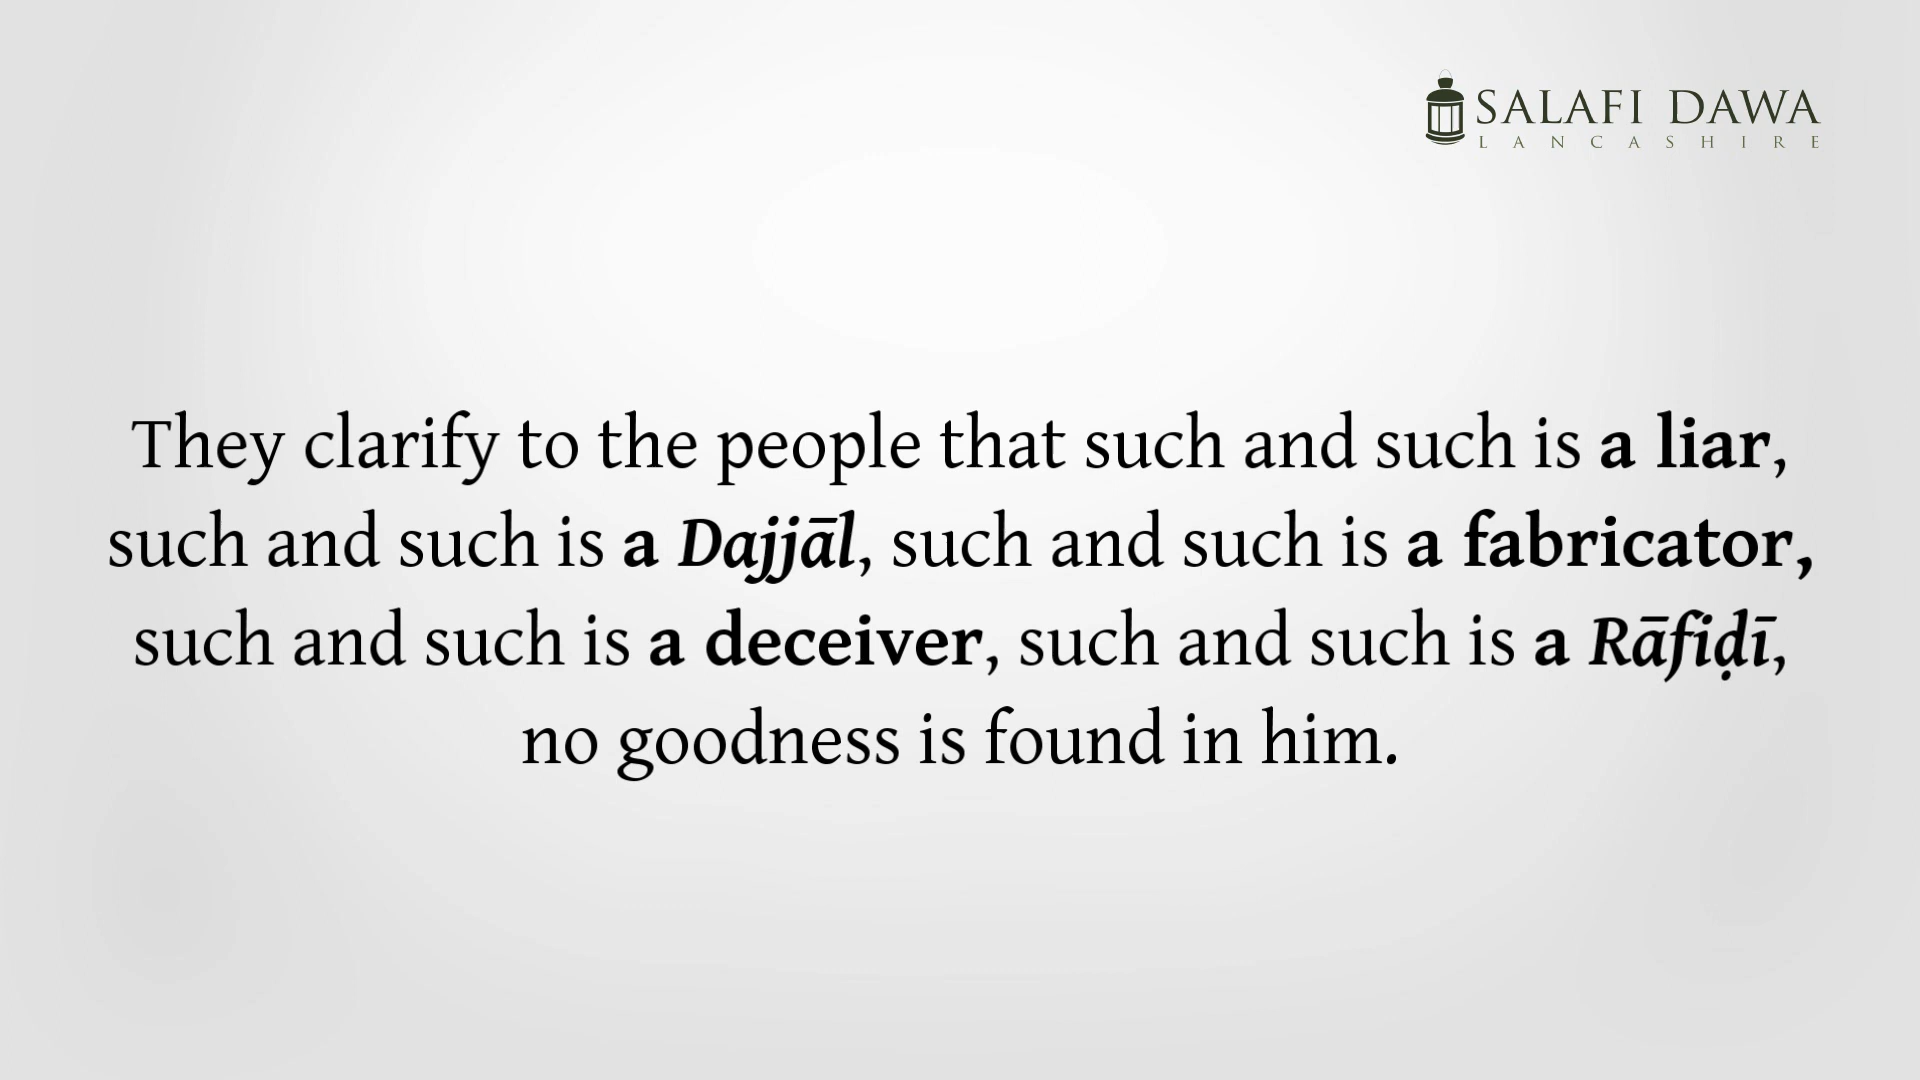 SALAFI DAWA
LANCASHIRE
They clarify to the people that such and such is a liar,
such and such is a Dajjāl, such and such is a fabricator,
such and such is a deceiver, such and such is a Rāfiḍī,
no goodness is found in him.